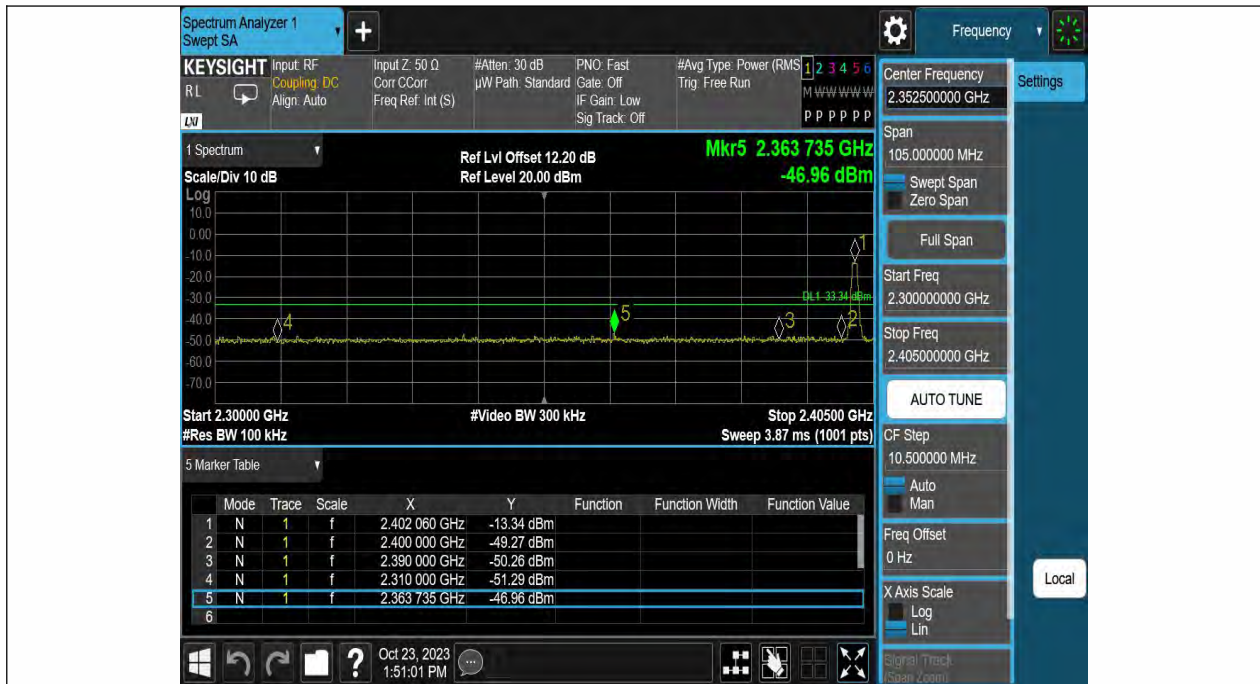 Spectrum Analyzer 1
Swept SA
+
Frequency
KEYSIGHT
RL
LXI
Input: RF
Coupling: DC
Align: Auto
Input Z: 50 Ω
Corr CCorr
Freq Ref: Int (S)
#Atten: 30 dB
µW Path: Standard
PNO: Fast
Gate: Off
IF Gain: Low
Sig Track: Off
#Avg Type: Power (RMS
Trig: Free Run
1 2 3 4 5 6
M W W W W W
P P P P P P
1 Spectrum
Scale/Div 10 dB
Ref Lvl Offset 12.20 dB
Ref Level 20.00 dBm
Mkr5 2.363 735 GHz
-46.96 dBm
Log
10.0
0.00
-10.0
-20.0
-30.0
-40.0
-50.0
-60.0
-70.0
1
DL1 -33.34 dBm
4
5
3
2
Start 2.30000 GHz
#Res BW 100 kHz
#Video BW 300 kHz
Stop 2.40500 GHz
Sweep 3.87 ms (1001 pts)
5 Marker Table
Mode Trace Scale X Y Function Function Width Function Value
1 N 1 f 2.402 060 GHz -13.34 dBm
2 N 1 f 2.400 000 GHz -49.27 dBm
3 N 1 f 2.390 000 GHz -50.26 dBm
4 N 1 f 2.310 000 GHz -51.29 dBm
5 N 1 f 2.363 735 GHz -46.96 dBm
6
?
Oct 23, 2023
1:51:01 PM
Center Frequency
2.352500000 GHz
Settings
Span
105.000000 MHz
Swept Span
Zero Span
Full Span
Start Freq
2.300000000 GHz
Stop Freq
2.405000000 GHz
AUTO TUNE
CF Step
10.500000 MHz
Auto
Man
Freq Offset
0 Hz
X Axis Scale
Log
Lin
Signal Track
(Span Zoom)
Local